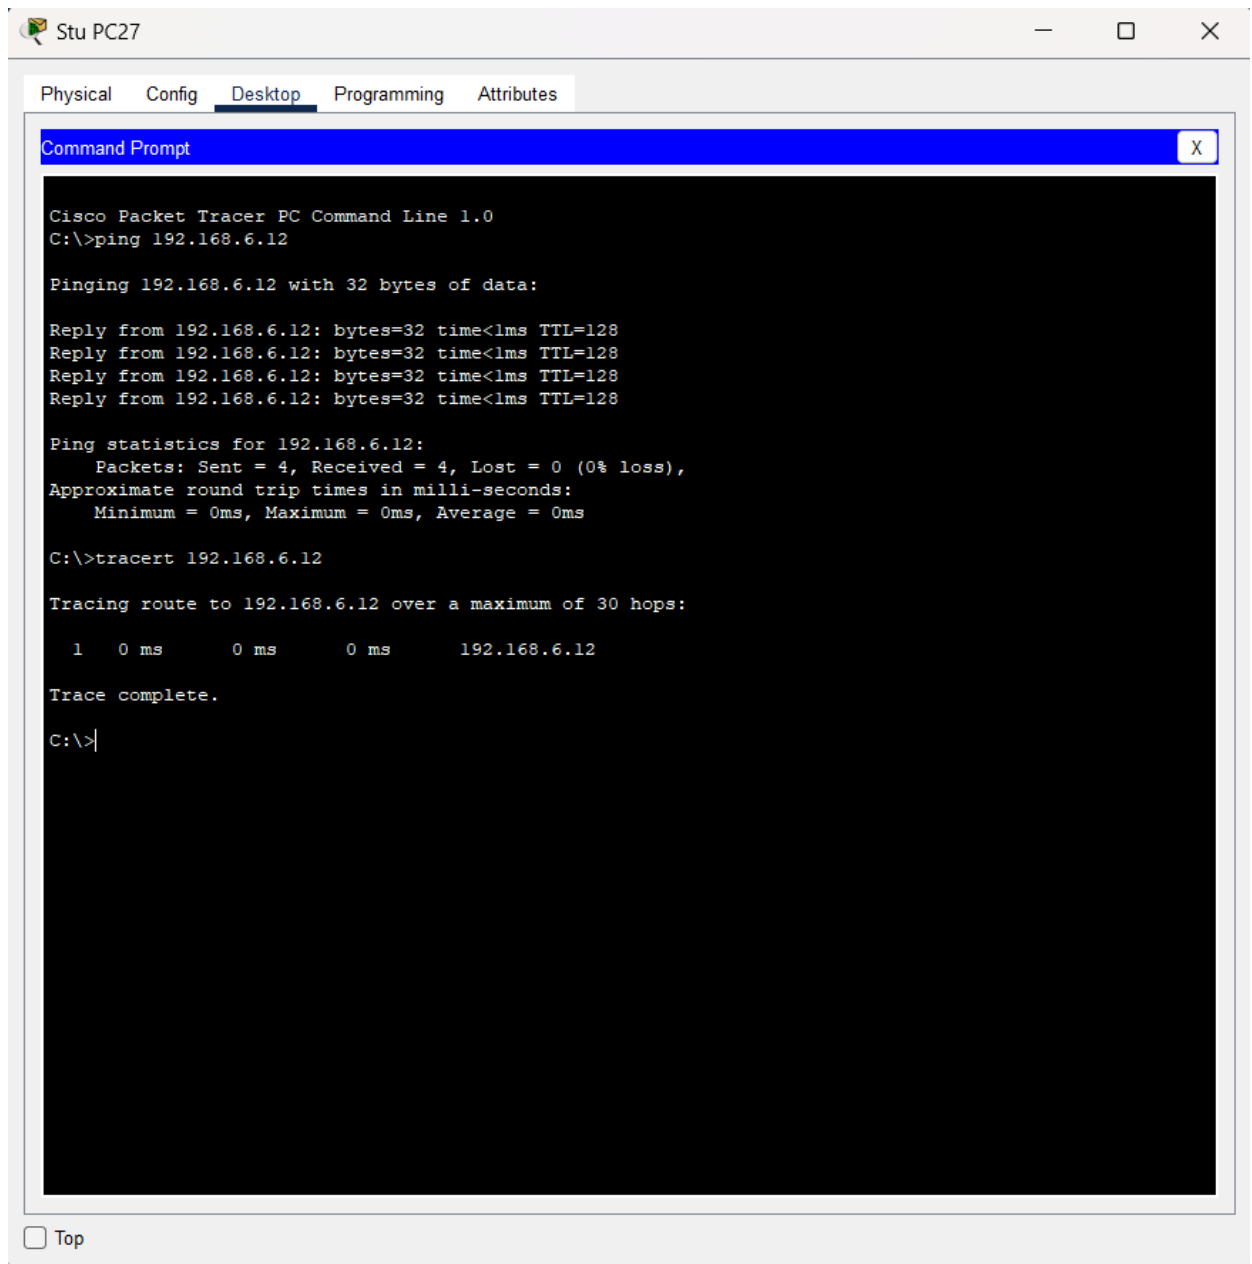 Stu PC27
Physical Config Desktop Programming Attributes
Command Prompt X
Cisco Packet Tracer PC Command Line 1.0
C:\>ping 192.168.6.12
Pinging 192.168.6.12 with 32 bytes of data:
Reply from 192.168.6.12: bytes=32 time<1ms TTL=128
Reply from 192.168.6.12: bytes=32 time<1ms TTL=128
Reply from 192.168.6.12: bytes=32 time<1ms TTL=128
Reply from 192.168.6.12: bytes=32 time<1ms TTL=128
Ping statistics for 192.168.6.12:
    Packets: Sent = 4, Received = 4, Lost = 0 (0% loss),
Approximate round trip times in milli-seconds:
    Minimum = 0ms, Maximum = 0ms, Average = 0ms
C:\>tracert 192.168.6.12
Tracing route to 192.168.6.12 over a maximum of 30 hops:
  1   0 ms      0 ms      0 ms      192.168.6.12
Trace complete.
C:\>
Top